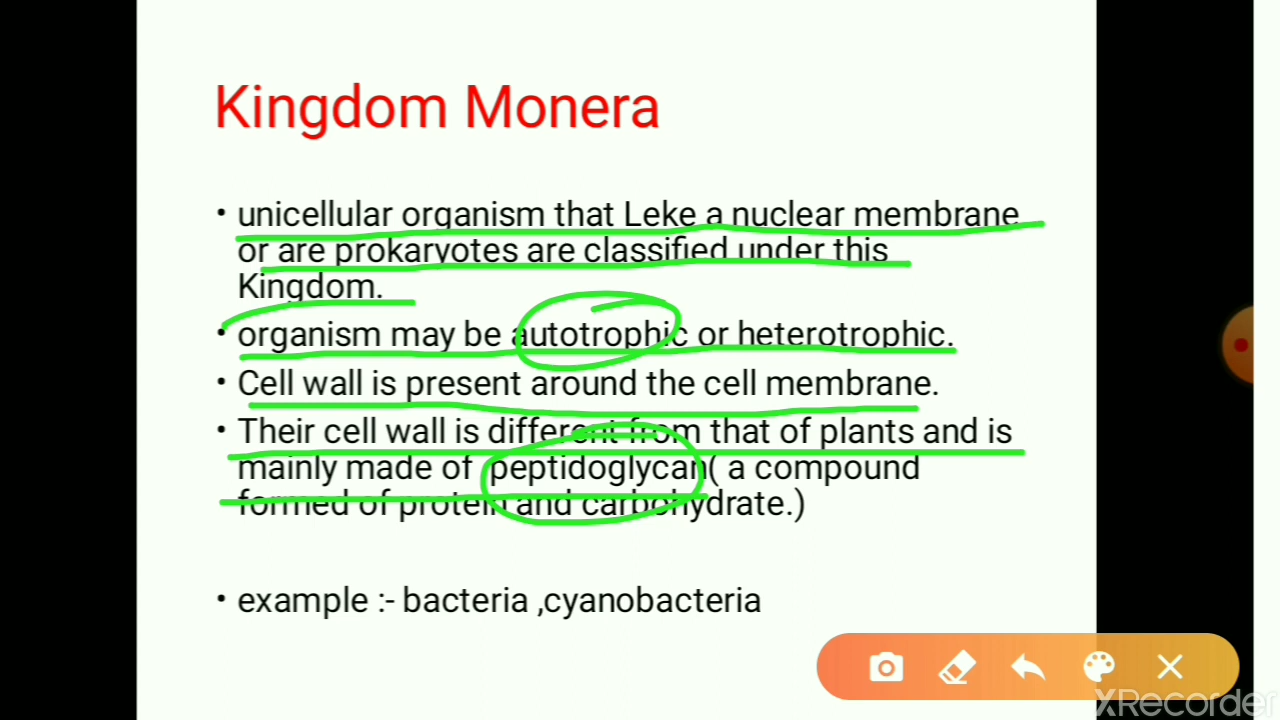 Kingdom Monera
• unicellular organism that Leke a nuclear membrane
or are prokaryotes are classified under this
Kingdom.
• organism may be autotrophic or heterotrophic.
• Cell wall is present around the cell membrane.
• Their cell wall is different from that of plants and is
mainly made of peptidoglycan( a compound
formed of protein and carbohydrate.)
• example :- bacteria ,cyanobacteria
XRecorder